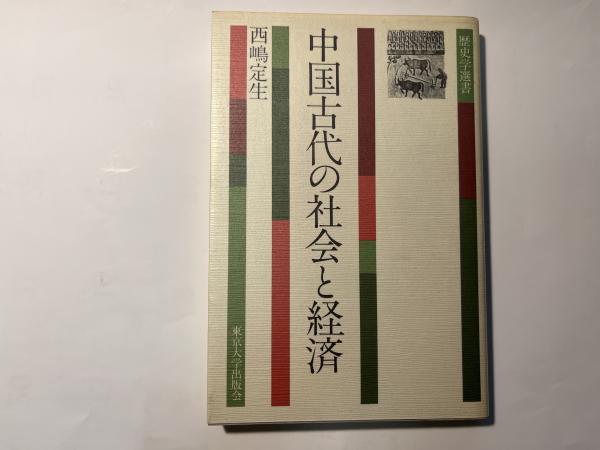 歴史学選書
中国古代の社会と経済
西嶋定生
東京大学出版会